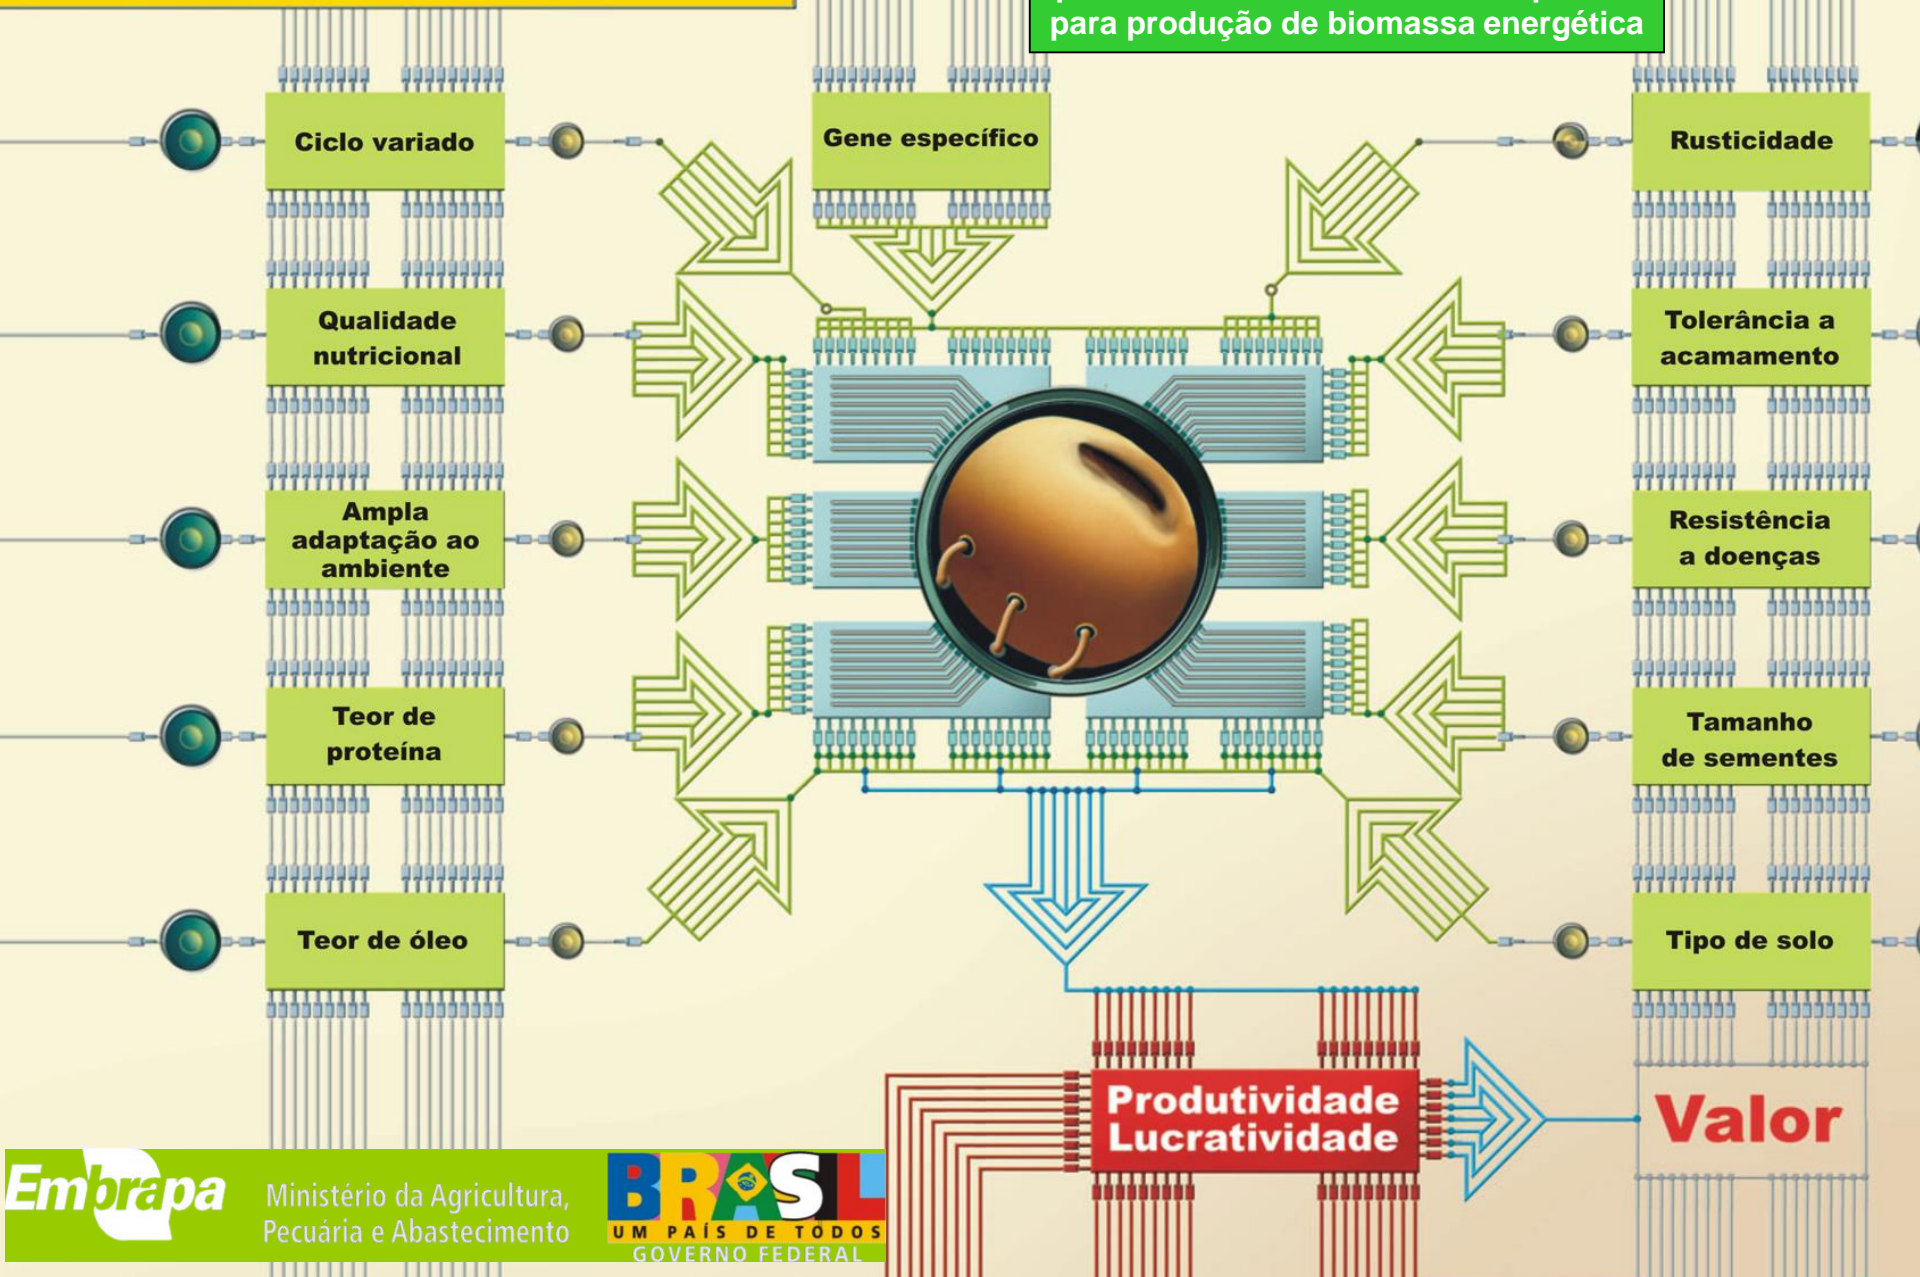 para produção de biomassa energética
Ciclo variado
Gene específico
Rusticidade
Qualidade
nutricional
Tolerância a
acamamento
Ampla
adaptação ao
ambiente
Resistência
a doenças
Teor de
proteína
Tamanho
de sementes
Teor de óleo
Tipo de solo
Produtividade
Lucratividade
Valor
Embrapa
Ministério da Agricultura,
Pecuária e Abastecimento
BRASIL
UM PAÍS DE TODOS
GOVERNO FEDERAL